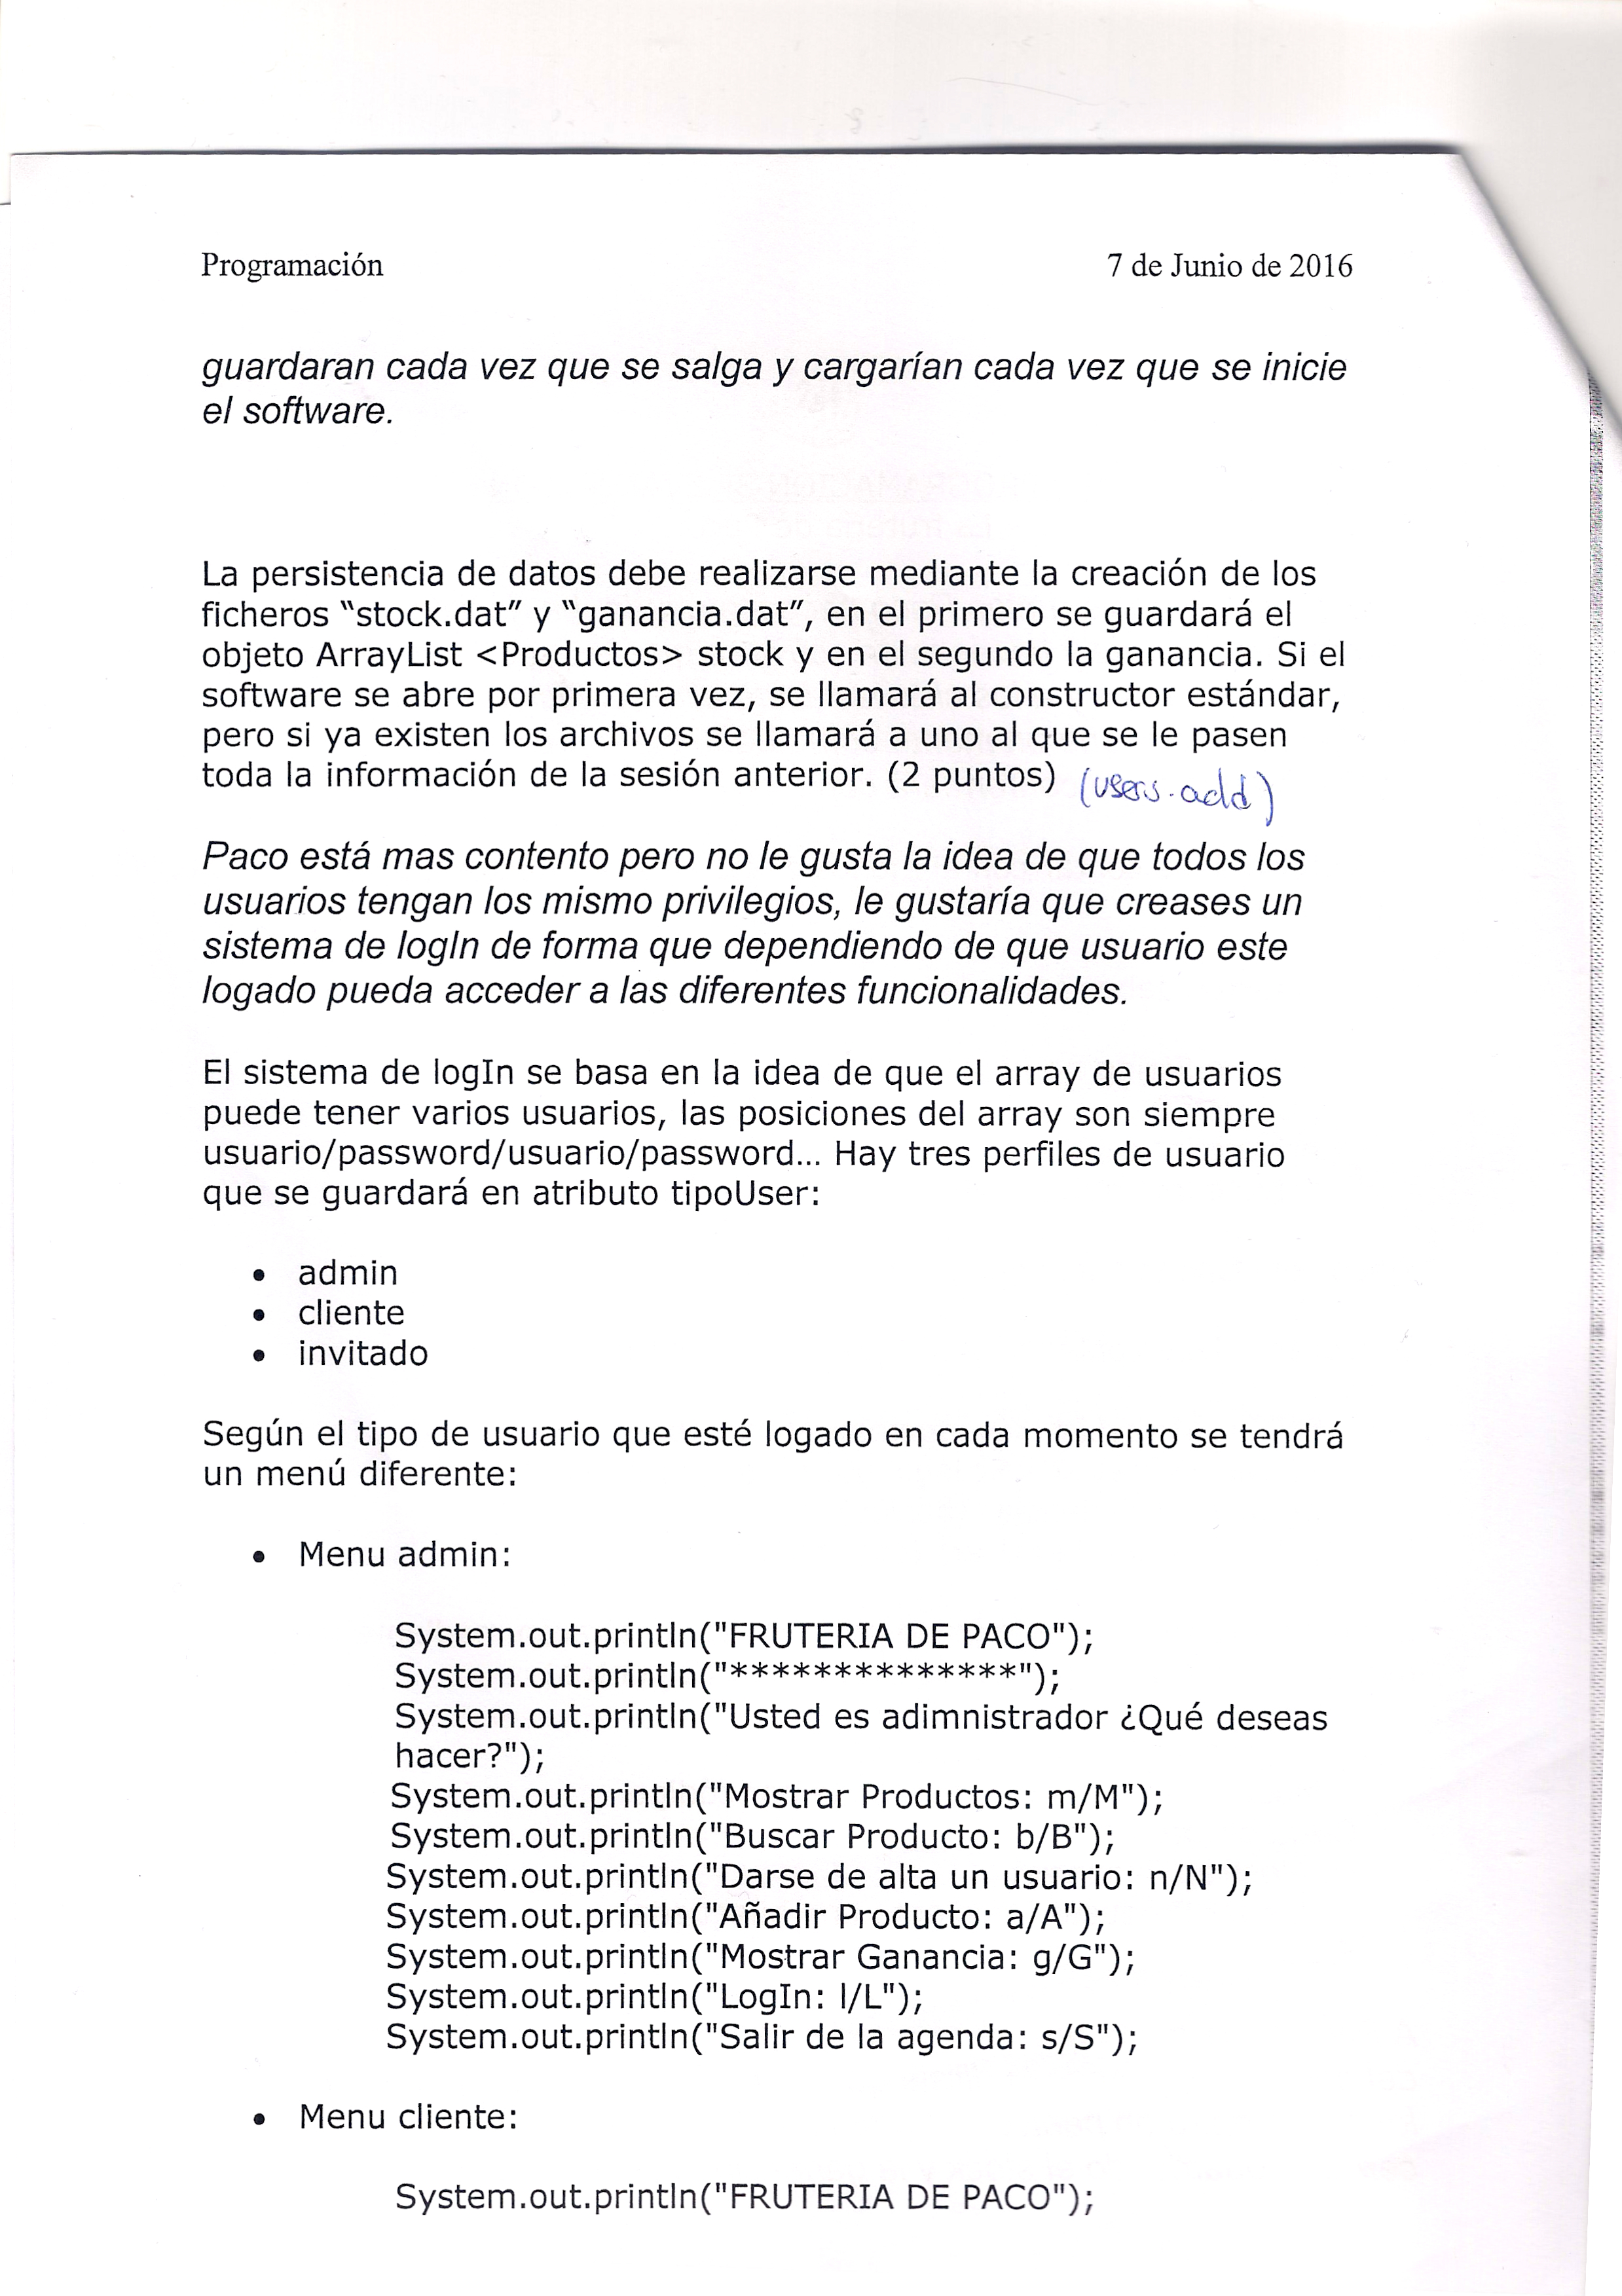 Programación 7 de Junio de 2016
guardaran cada vez que se salga y cargarían cada vez que se inicie
el software.
La persistencia de datos debe realizarse mediante la creación de los
ficheros “stock.dat” y “ganancia.dat”, en el primero se guardará el
objeto ArrayList <Productos> stock y en el segundo la ganancia. Si el
software se abre por primera vez, se llamará al constructor estándar,
pero si ya existen los archivos se llamará a uno al que se le pasen
toda la información de la sesión anterior. (2 puntos) (users.add)
Paco está mas contento pero no le gusta la idea de que todos los
usuarios tengan los mismo privilegios, le gustaría que creases un
sistema de logIn de forma que dependiendo de que usuario este
logado pueda acceder a las diferentes funcionalidades.
El sistema de logIn se basa en la idea de que el array de usuarios
puede tener varios usuarios, las posiciones del array son siempre
usuario/password/usuario/password... Hay tres perfiles de usuario
que se guardará en atributo tipoUser:
• admin
• cliente
• invitado
Según el tipo de usuario que esté logado en cada momento se tendrá
un menú diferente:
• Menu admin:
System.out.println("FRUTERIA DE PACO");
System.out.println("**************");
System.out.println("Usted es adimnistrador ¿Qué deseas
hacer?");
System.out.println("Mostrar Productos: m/M");
System.out.println("Buscar Producto: b/B");
System.out.println("Darse de alta un usuario: n/N");
System.out.println("Añadir Producto: a/A");
System.out.println("Mostrar Ganancia: g/G");
System.out.println("LogIn: l/L");
System.out.println("Salir de la agenda: s/S");
• Menu cliente:
System.out.println("FRUTERIA DE PACO");